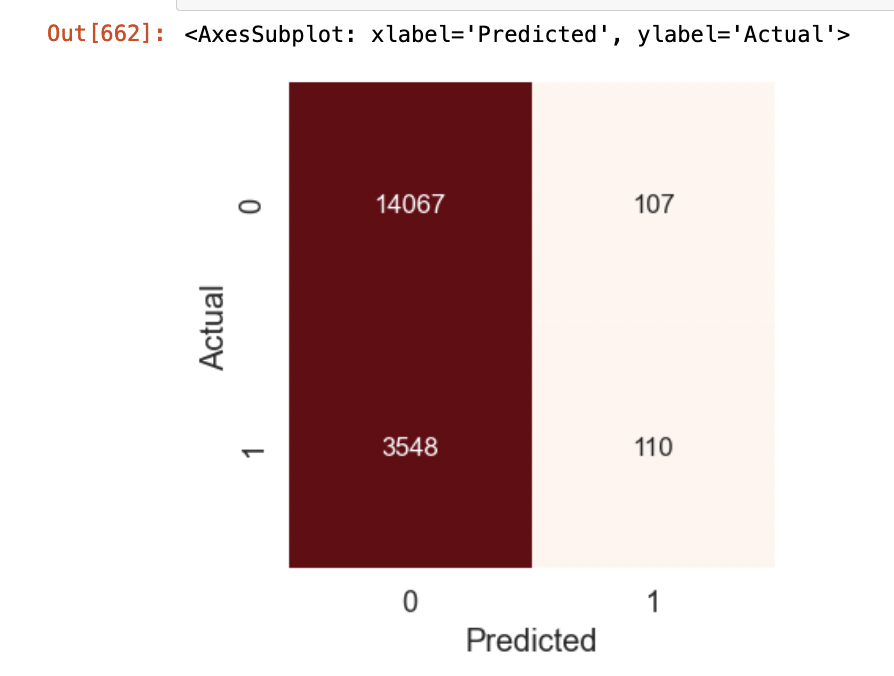 Out[662]: <AxesSubplot: xlabel='Predicted', ylabel='Actual'>
0
14067
107
Actual
1
3548
110
0
1
Predicted